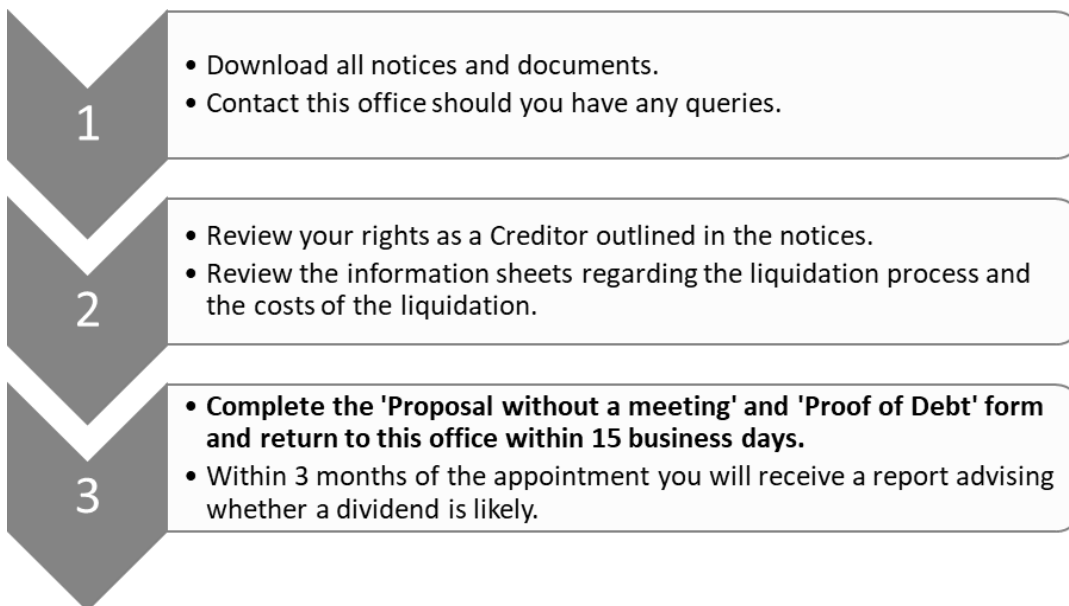 1
• Download all notices and documents.
• Contact this office should you have any queries.
2
• Review your rights as a Creditor outlined in the notices.
• Review the information sheets regarding the liquidation process and
the costs of the liquidation.
3
• Complete the 'Proposal without a meeting' and 'Proof of Debt' form
and return to this office within 15 business days.
• Within 3 months of the appointment you will receive a report advising
whether a dividend is likely.